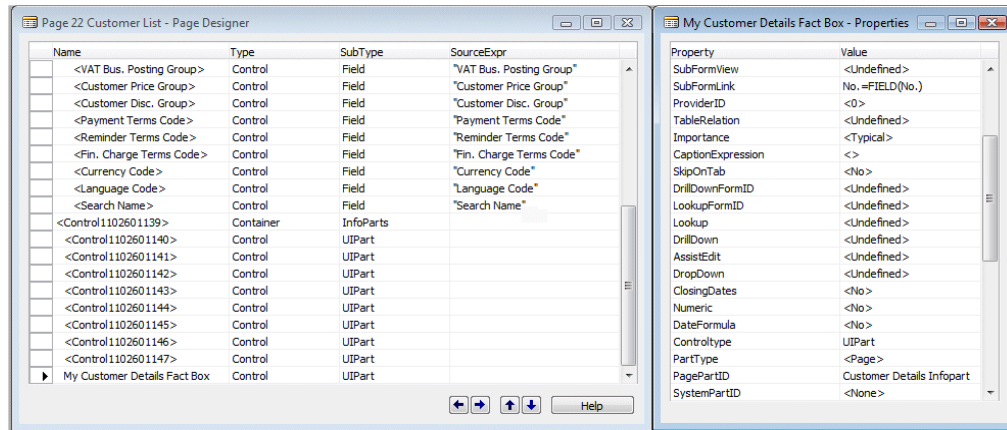 Page 22 Customer List - Page Designer
Name Type SubType SourceExpr
<VAT Bus. Posting Group> Control Field "VAT Bus. Posting Group"
<Customer Price Group> Control Field "Customer Price Group"
<Customer Disc. Group> Control Field "Customer Disc. Group"
<Payment Terms Code> Control Field "Payment Terms Code"
<Reminder Terms Code> Control Field "Reminder Terms Code"
<Fin. Charge Terms Code> Control Field "Fin. Charge Terms Code"
<Currency Code> Control Field "Currency Code"
<Language Code> Control Field "Language Code"
<Search Name> Control Field "Search Name"
<Control1102601139> Container InfoParts
<Control1102601140> Control UIPart
<Control1102601141> Control UIPart
<Control1102601142> Control UIPart
<Control1102601143> Control UIPart
<Control1102601144> Control UIPart
<Control1102601145> Control UIPart
<Control1102601146> Control UIPart
<Control1102601147> Control UIPart
My Customer Details Fact Box Control UIPart
Help
My Customer Details Fact Box - Properties
Property Value
SubFormView <Undefined>
SubFormLink No.=FIELD(No.)
ProviderID <0>
TableRelation <Undefined>
Importance <Typical>
CaptionExpression <>
SkipOnTab <No>
DrillDownFormID <Undefined>
LookupFormID <Undefined>
Lookup <Undefined>
DrillDown <Undefined>
AssistEdit <Undefined>
DropDown <Undefined>
ClosingDates <No>
Numeric <No>
DateFormula <No>
Controltype UIPart
PartType <Page>
PagePartID Customer Details Infopart
SystemPartID <None>